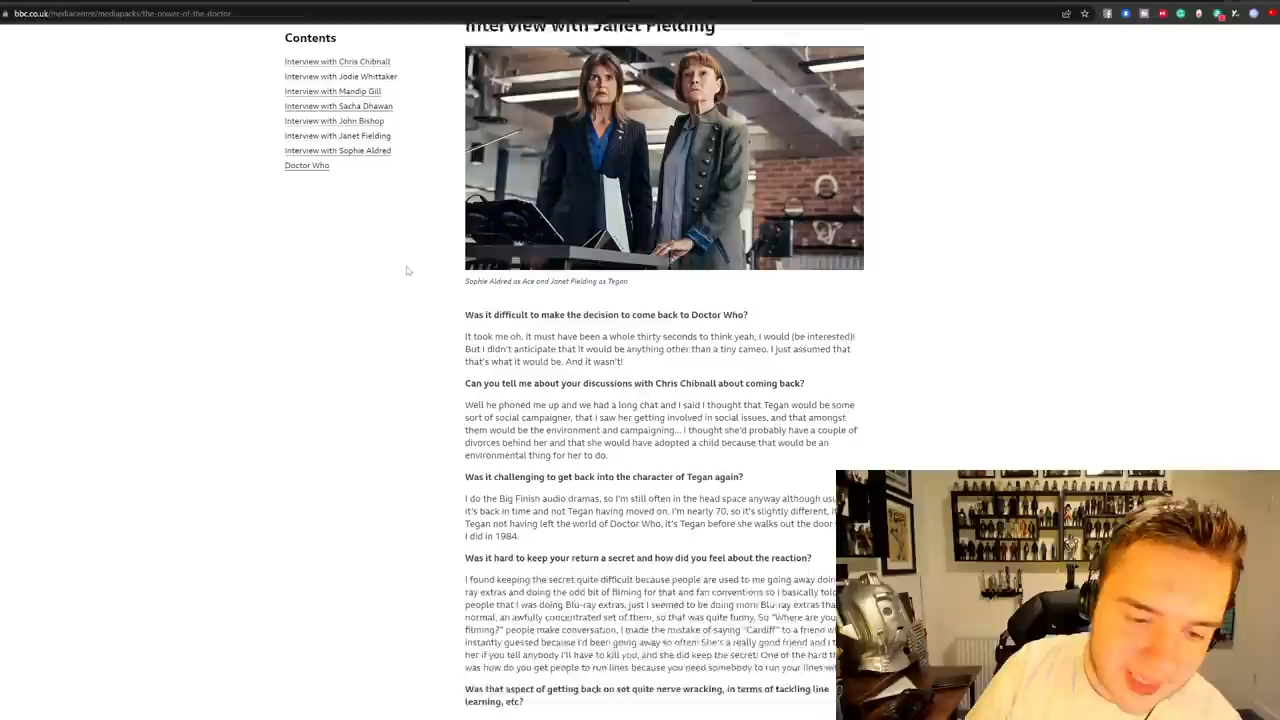 bbc.co.uk/mediacentre/mediapacks/the-power-of-the-doctor
Contents
Interview with Chris Chibnall
Interview with Jodie Whittaker
Interview with Mandip Gill
Interview with Sacha Dhawan
Interview with John Bishop
Interview with Janet Fielding
Interview with Sophie Aldred
Doctor Who
Interview with Janet Fielding
Sophie Aldred as Ace and Janet Fielding as Tegan
Was it difficult to make the decision to come back to Doctor Who?
It took me oh, it must have been a whole thirty seconds to think yeah, I would (be interested)!
But I didn't anticipate that it would be anything other than a tiny cameo. I just assumed that
that's what it would be. And it wasn't!
Can you tell me about your discussions with Chris Chibnall about coming back?
Well he phoned me up and we had a long chat and I said I thought that Tegan would be some
sort of social campaigner, that I saw her getting involved in social issues, and that amongst
them would be the environment and campaigning... I thought she'd probably have a couple of
divorces behind her and that she would have adopted a child because that would be an
environmental thing for her to do.
Was it challenging to get back into the character of Tegan again?
I do the Big Finish audio dramas, so I'm still often in the head space anyway although
it's back in time and not Tegan having moved on. I'm nearly 70, so it's slightly different,
Tegan not having left the world of Doctor Who, it's Tegan before she walks out the door
I did in 1984.
Was it hard to keep your return a secret and how did you feel about the reaction?
I found keeping the secret quite difficult because people are used to me going away
ray extras and doing the odd bit of filming for that and fan conventions so I basically told
people that I was doing Blu-ray extras. Just I seemed to be doing more Blu-ray extras
normal, an awfully concentrated set of them, so that was quite funny. So "Where are you
filming?" people make conversation, I made the mistake of saying "Cardiff" to a friend
instantly guessed because I'd been going away so often! She's a really good friend and I
her if you tell anybody I'll have to kill you, and she did keep the secret! One of the hard
was how do you get people to run lines because you need somebody to run your lines
Was that aspect of getting back on set quite nerve wracking, in terms of tackling line
learning, etc?